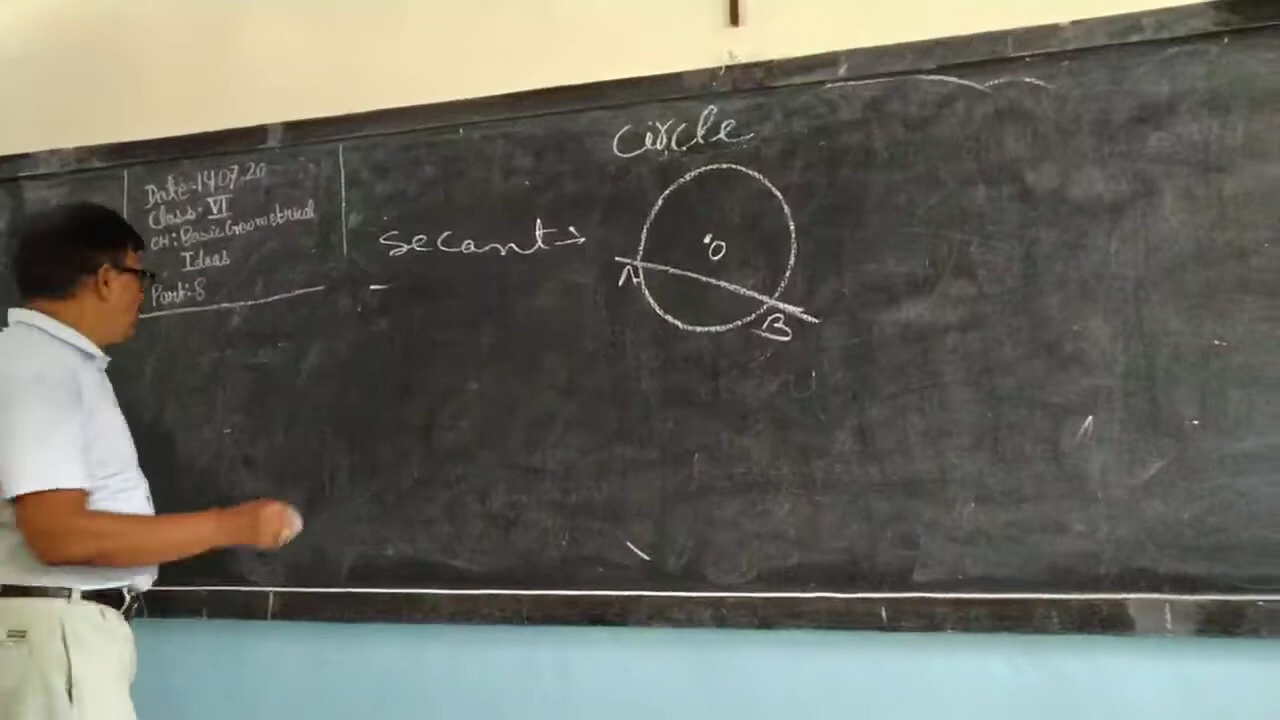 Date-14.07.20
Class: VI
CH: Basic Geometrical
Ideas
Part:8
circle
secant→
O
A
B